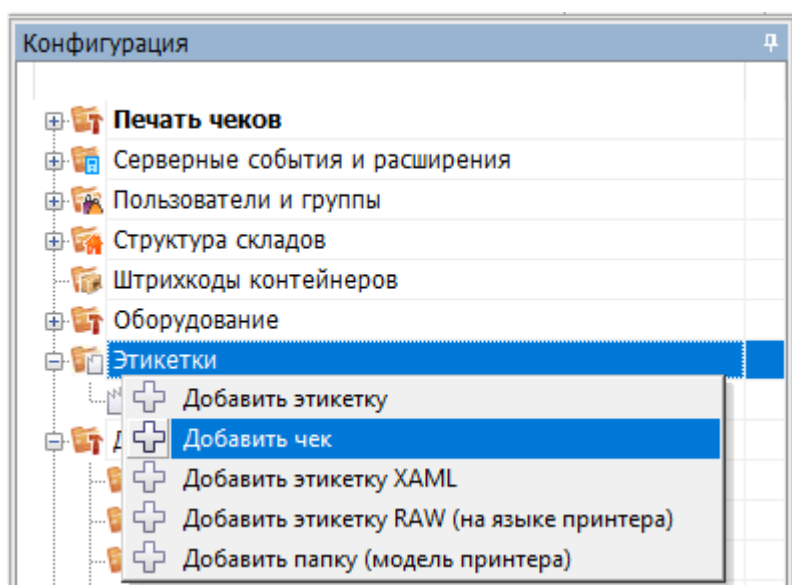 Конфигурация
Печать чеков
Серверные события и расширения
Пользователи и группы
Структура складов
Штрихкоды контейнеров
Оборудование
Этикетки
Добавить этикетку
Добавить чек
Добавить этикетку XAML
Добавить этикетку RAW (на языке принтера)
Добавить папку (модель принтера)